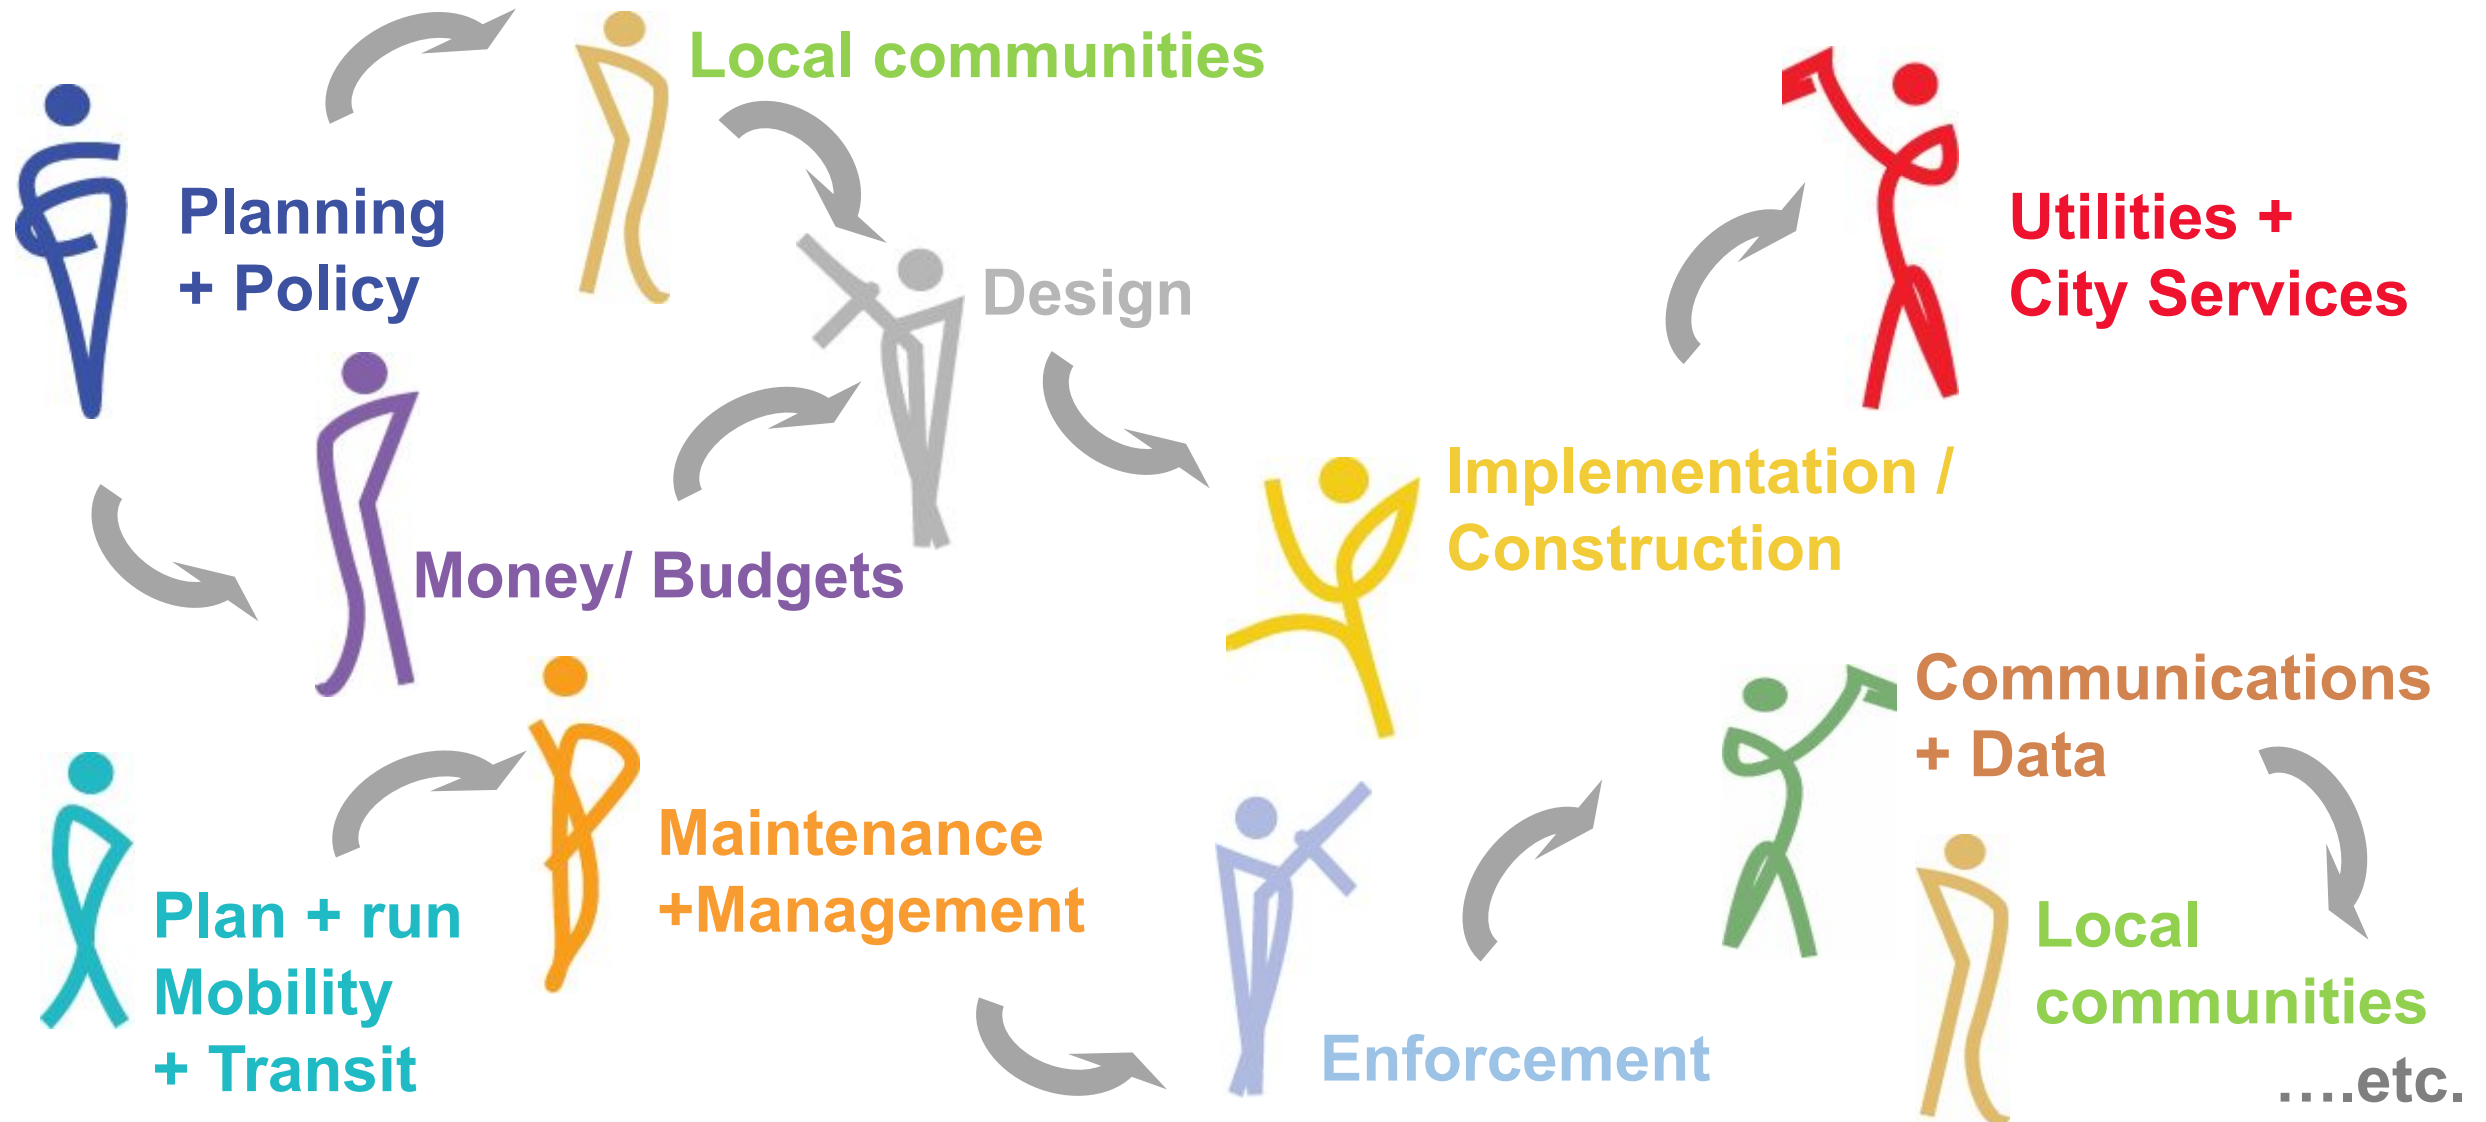 Local communities
Planning
+ Policy
Design
Utilities +
City Services
Money/ Budgets
Implementation /
Construction
Plan + run
Mobility
+ Transit
Maintenance
+Management
Enforcement
Communications
+ Data
Local
communities
....etc.